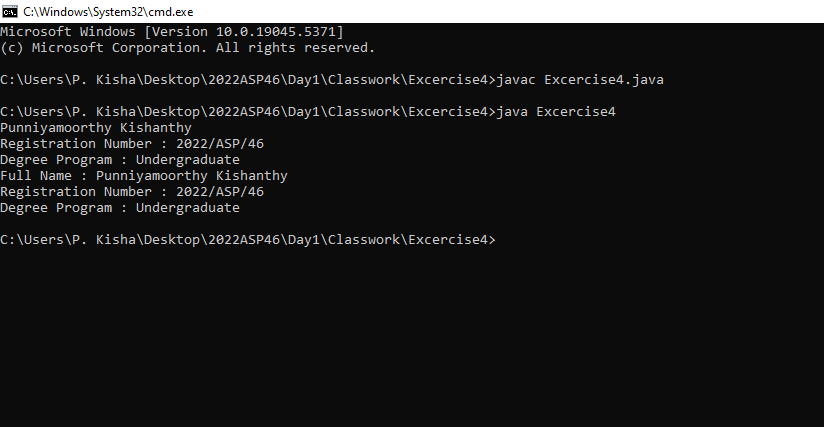 C:\Windows\System32\cmd.exe
Microsoft Windows [Version 10.0.19045.5371]
(c) Microsoft Corporation. All rights reserved.
C:\Users\P. Kisha\Desktop\2022ASP46\Day1\Classwork\Excercise4>javac Excercise4.java
C:\Users\P. Kisha\Desktop\2022ASP46\Day1\Classwork\Excercise4>java Excercise4
Punniyamoorthy Kishanthy
Registration Number : 2022/ASP/46
Degree Program : Undergraduate
Full Name : Punniyamoorthy Kishanthy
Registration Number : 2022/ASP/46
Degree Program : Undergraduate
C:\Users\P. Kisha\Desktop\2022ASP46\Day1\Classwork\Excercise4>